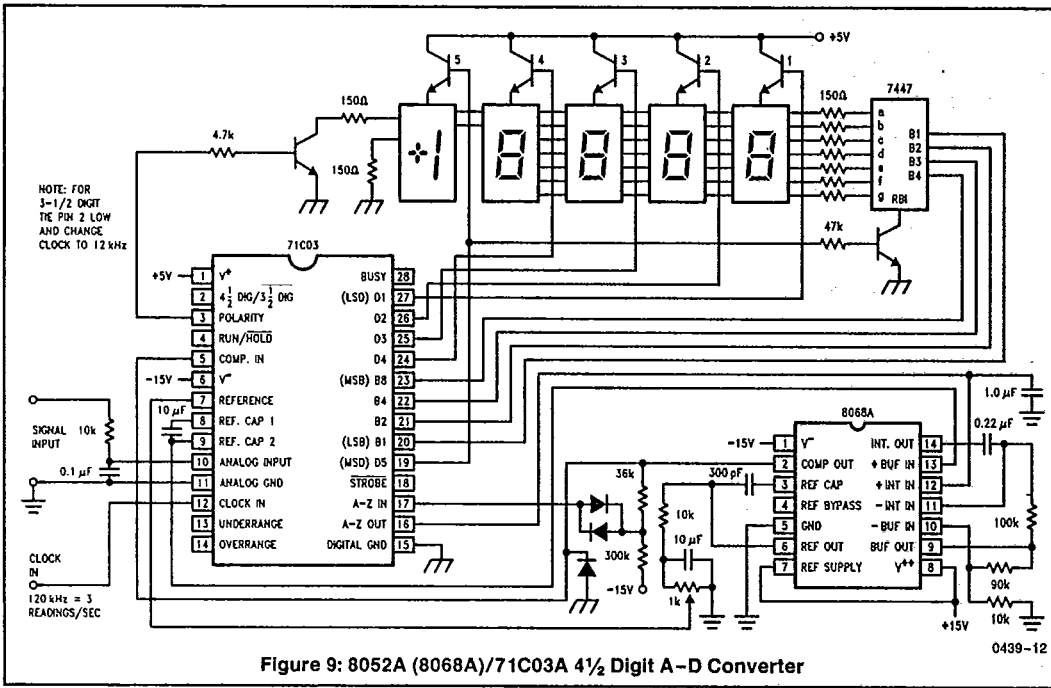 +5V
5
4
3
2
1
7447
150Ω
150Ω
a
b
c
d
e
f
g
B1
B2
B3
B4
RBI
4.7k
150Ω
47k
NOTE: FOR
3-1/2 DIGIT
TIE PIN 2 LOW
AND CHANGE
CLOCK TO 12 kHz
71C03
+5V
1 V+ BUSY 28
2 4 1/2 DIG/3 1/2 DIG (LSD) D1 27
3 POLARITY D2 26
4 RUN/HOLD D3 25
5 COMP. IN D4 24
-15V
6 V- (MSB) B8 23
7 REFERENCE B4 22
8 REF. CAP 1 B2 21
9 REF. CAP 2 (LSB) B1 20
10 ANALOG INPUT (MSD) D5 19
11 ANALOG GND STROBE 18
12 CLOCK IN A-Z IN 17
13 UNDERRANGE A-Z OUT 16
14 OVERRANGE DIGITAL GND 15
10 μF
SIGNAL
INPUT
10k
0.1 μF
CLOCK
IN
120 kHz = 3
READINGS/SEC
36k
300k
-15V
300 pF
10k
10 μF
1k
8068A
-15V
1 V- INT. OUT 14
2 COMP OUT +BUF IN 13
3 REF CAP +INT IN 12
4 REF BYPASS -INT IN 11
5 GND -BUF IN 10
6 REF OUT BUF OUT 9
7 REF SUPPLY V++ 8
1.0 μF
0.22 μF
100k
90k
10k
+15V
0439-12
Figure 9: 8052A (8068A)/71C03A 4½ Digit A-D Converter